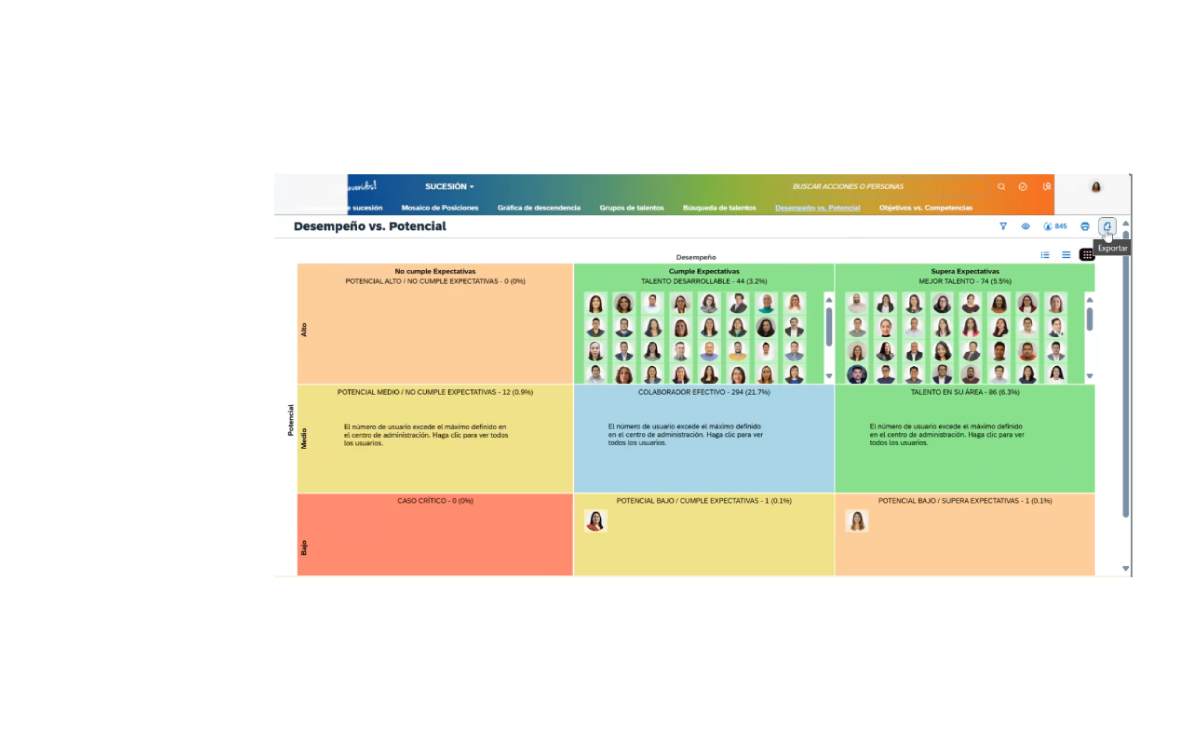 SUCESIÓN
BUSCAR ACCIONES O PERSONAS
sucesión
Mosaico de Posiciones
Gráfica de descendencia
Grupos de talentos
Búsqueda de talentos
Desempeño vs. Potencial
Objetivos vs. Competencias
Desempeño vs. Potencial
845
Exportar
Desempeño
No cumple Expectativas
POTENCIAL ALTO / NO CUMPLE EXPECTATIVAS - 0 (0%)
Cumple Expectativas
TALENTO DESARROLLABLE - 44 (3.2%)
Supera Expectativas
MEJOR TALENTO - 74 (5.5%)
Alto
Potencial
Medio
POTENCIAL MEDIO / NO CUMPLE EXPECTATIVAS - 12 (0.9%)
El número de usuario excede el máximo definido en
el centro de administración. Haga clic para ver todos
los usuarios.
COLABORADOR EFECTIVO - 294 (21.7%)
El número de usuario excede el máximo definido
en el centro de administración. Haga clic para ver
todos los usuarios.
TALENTO EN SU ÁREA - 86 (6.3%)
El número de usuario excede el máximo definido
en el centro de administración. Haga clic para ver
todos los usuarios.
Bajo
CASO CRÍTICO - 0 (0%)
POTENCIAL BAJO / CUMPLE EXPECTATIVAS - 1 (0.1%)
POTENCIAL BAJO / SUPERA EXPECTATIVAS - 1 (0.1%)